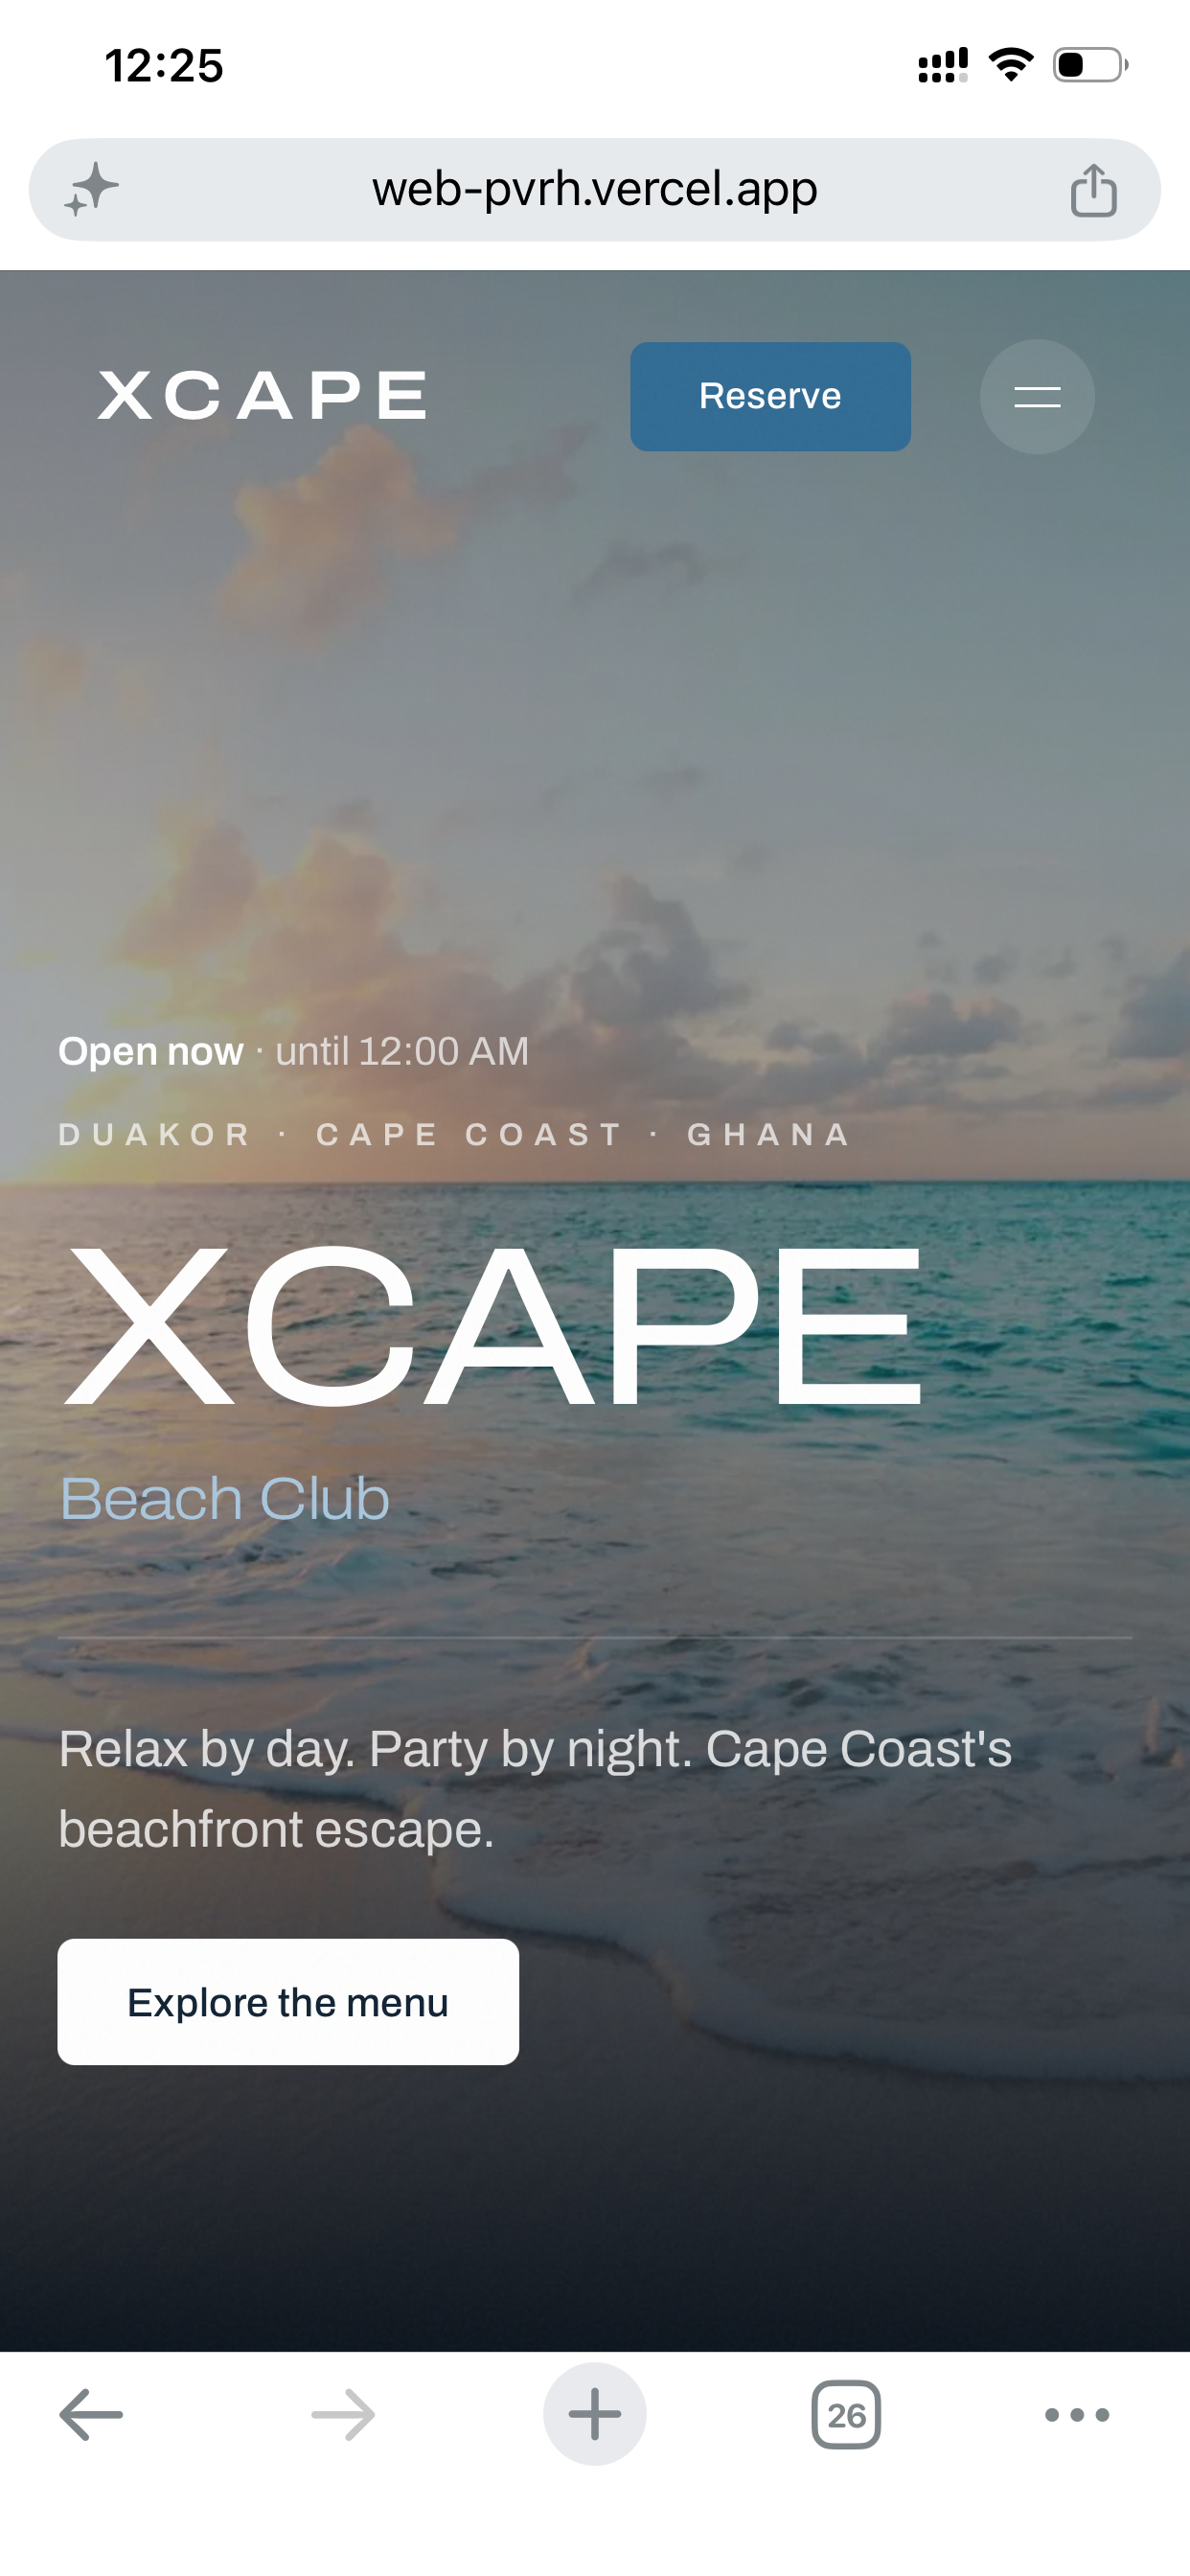 12:25
web-pvrh.vercel.app
XCAPE
Reserve
Open now · until 12:00 AM
DUAKOR · CAPE COAST · GHANA
XCAPE
Beach Club
Relax by day. Party by night. Cape Coast's
beachfront escape.
Explore the menu
26